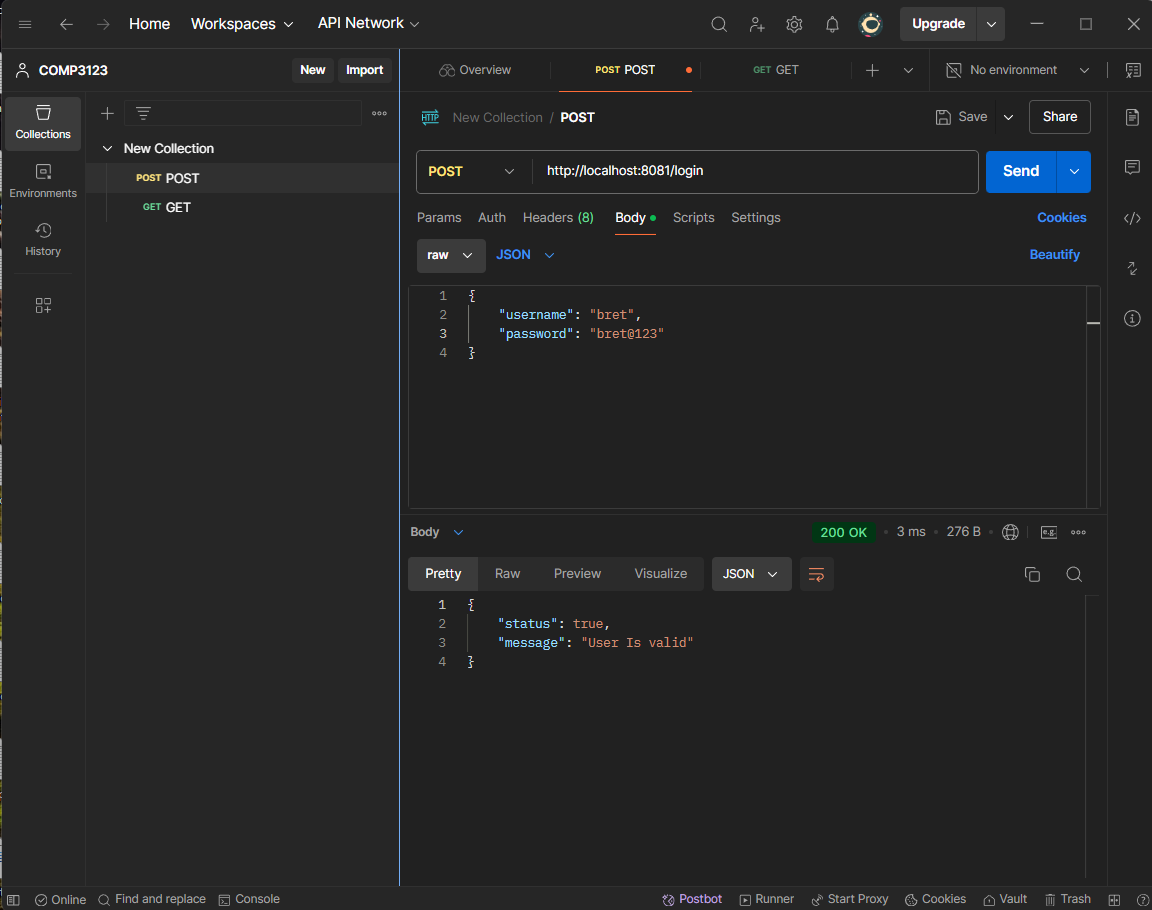 Home Workspaces API Network Upgrade
COMP3123 New Import
Overview POST POST GET GET No environment
Collections
Environments
History
New Collection
POST POST
GET GET
HTTP New Collection / POST Save Share
POST http://localhost:8081/login Send
Params Auth Headers (8) Body Scripts Settings Cookies
raw JSON Beautify
1 {
2 "username": "bret",
3 "password": "bret@123"
4 }
Body 200 OK 3 ms 276 B e.g.
Pretty Raw Preview Visualize JSON
1 {
2 "status": true,
3 "message": "User Is valid"
4 }
Online Find and replace Console Postbot Runner Start Proxy Cookies Vault Trash